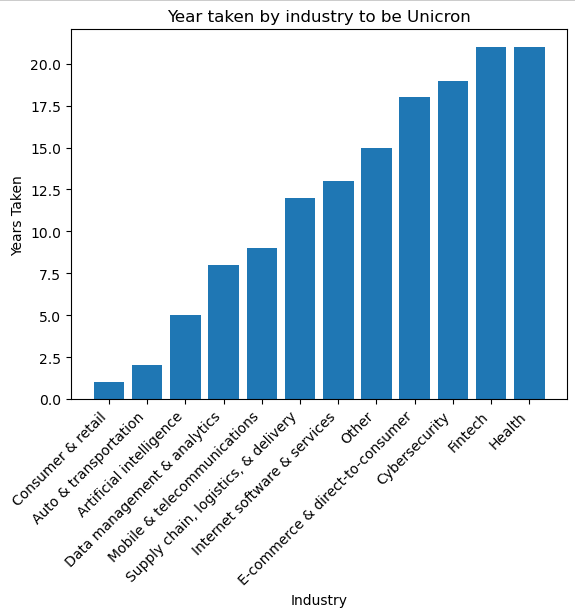 Year taken by industry to be Unicron
Years Taken
20.0
17.5
15.0
12.5
10.0
7.5
5.0
2.5
0.0
Consumer & retail
Auto & transportation
Artificial intelligence
Data management & analytics
Mobile & telecommunications
Supply chain, logistics, & delivery
Internet software & services
Other
E-commerce & direct-to-consumer
Cybersecurity
Fintech
Health
Industry